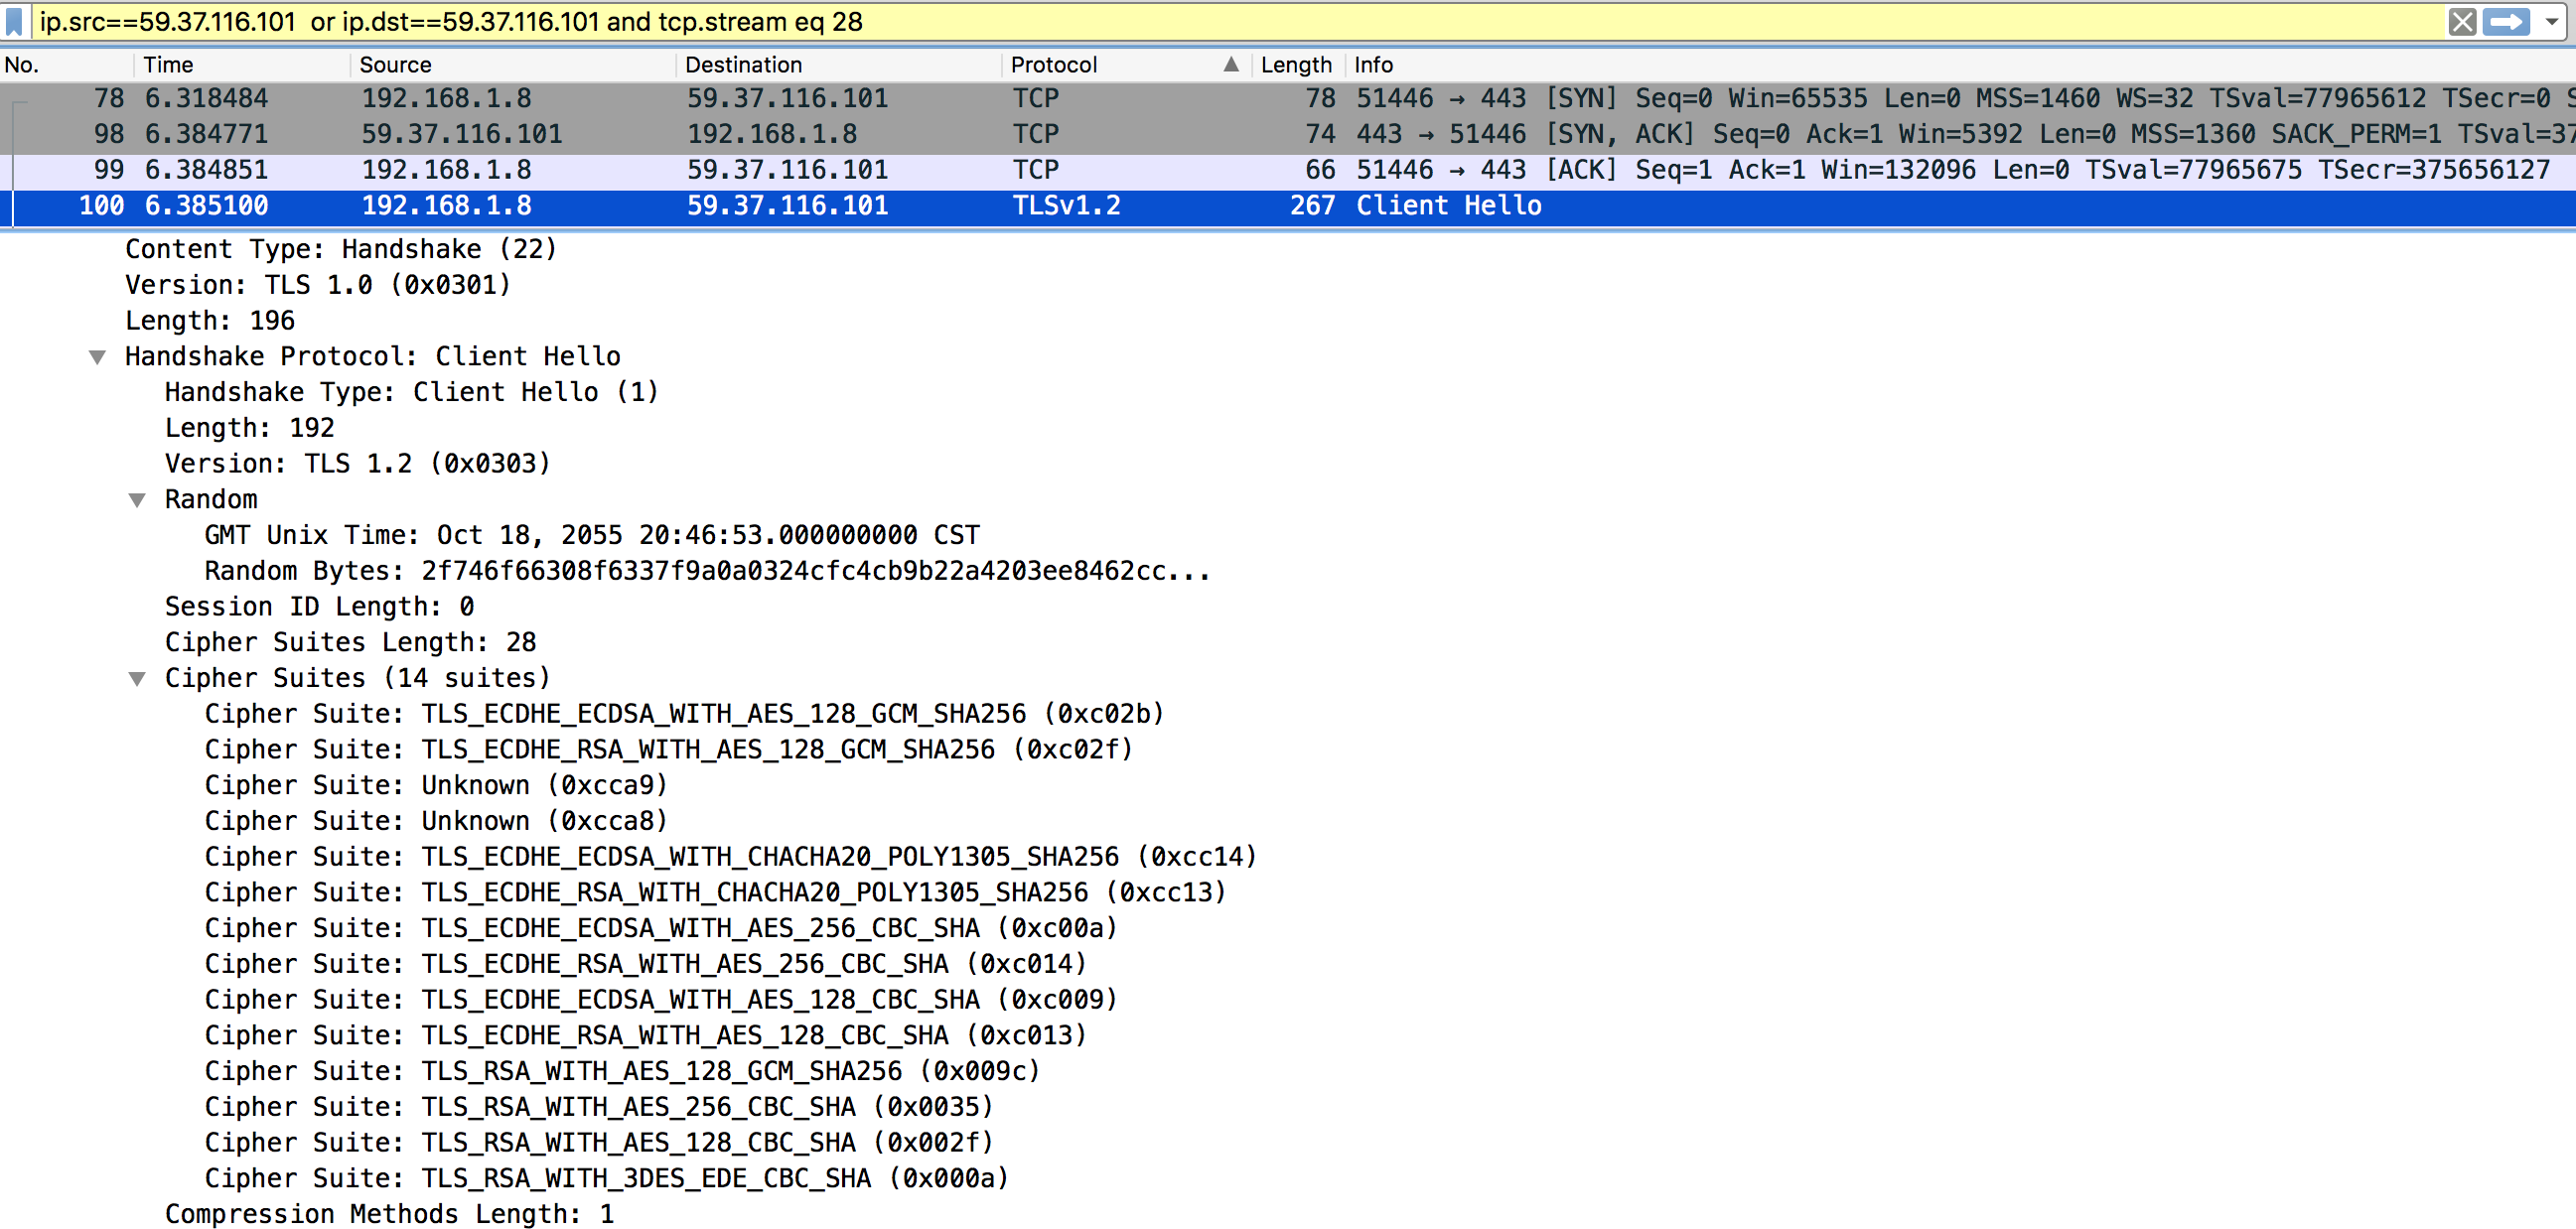 ip.src==59.37.116.101  or ip.dst==59.37.116.101 and tcp.stream eq 28
No. Time Source Destination Protocol Length Info
78 6.318484 192.168.1.8 59.37.116.101 TCP 78 51446 → 443 [SYN] Seq=0 Win=65535 Len=0 MSS=1460 WS=32 TSval=77965612 TSecr=0 S
98 6.384771 59.37.116.101 192.168.1.8 TCP 74 443 → 51446 [SYN, ACK] Seq=0 Ack=1 Win=5392 Len=0 MSS=1360 SACK_PERM=1 TSval=37
99 6.384851 192.168.1.8 59.37.116.101 TCP 66 51446 → 443 [ACK] Seq=1 Ack=1 Win=132096 Len=0 TSval=77965675 TSecr=375656127
100 6.385100 192.168.1.8 59.37.116.101 TLSv1.2 267 Client Hello
Content Type: Handshake (22)
Version: TLS 1.0 (0x0301)
Length: 196
Handshake Protocol: Client Hello
Handshake Type: Client Hello (1)
Length: 192
Version: TLS 1.2 (0x0303)
Random
GMT Unix Time: Oct 18, 2055 20:46:53.000000000 CST
Random Bytes: 2f746f66308f6337f9a0a0324cfc4cb9b22a4203ee8462cc...
Session ID Length: 0
Cipher Suites Length: 28
Cipher Suites (14 suites)
Cipher Suite: TLS_ECDHE_ECDSA_WITH_AES_128_GCM_SHA256 (0xc02b)
Cipher Suite: TLS_ECDHE_RSA_WITH_AES_128_GCM_SHA256 (0xc02f)
Cipher Suite: Unknown (0xcca9)
Cipher Suite: Unknown (0xcca8)
Cipher Suite: TLS_ECDHE_ECDSA_WITH_CHACHA20_POLY1305_SHA256 (0xcc14)
Cipher Suite: TLS_ECDHE_RSA_WITH_CHACHA20_POLY1305_SHA256 (0xcc13)
Cipher Suite: TLS_ECDHE_ECDSA_WITH_AES_256_CBC_SHA (0xc00a)
Cipher Suite: TLS_ECDHE_RSA_WITH_AES_256_CBC_SHA (0xc014)
Cipher Suite: TLS_ECDHE_ECDSA_WITH_AES_128_CBC_SHA (0xc009)
Cipher Suite: TLS_ECDHE_RSA_WITH_AES_128_CBC_SHA (0xc013)
Cipher Suite: TLS_RSA_WITH_AES_128_GCM_SHA256 (0x009c)
Cipher Suite: TLS_RSA_WITH_AES_256_CBC_SHA (0x0035)
Cipher Suite: TLS_RSA_WITH_AES_128_CBC_SHA (0x002f)
Cipher Suite: TLS_RSA_WITH_3DES_EDE_CBC_SHA (0x000a)
Compression Methods Length: 1